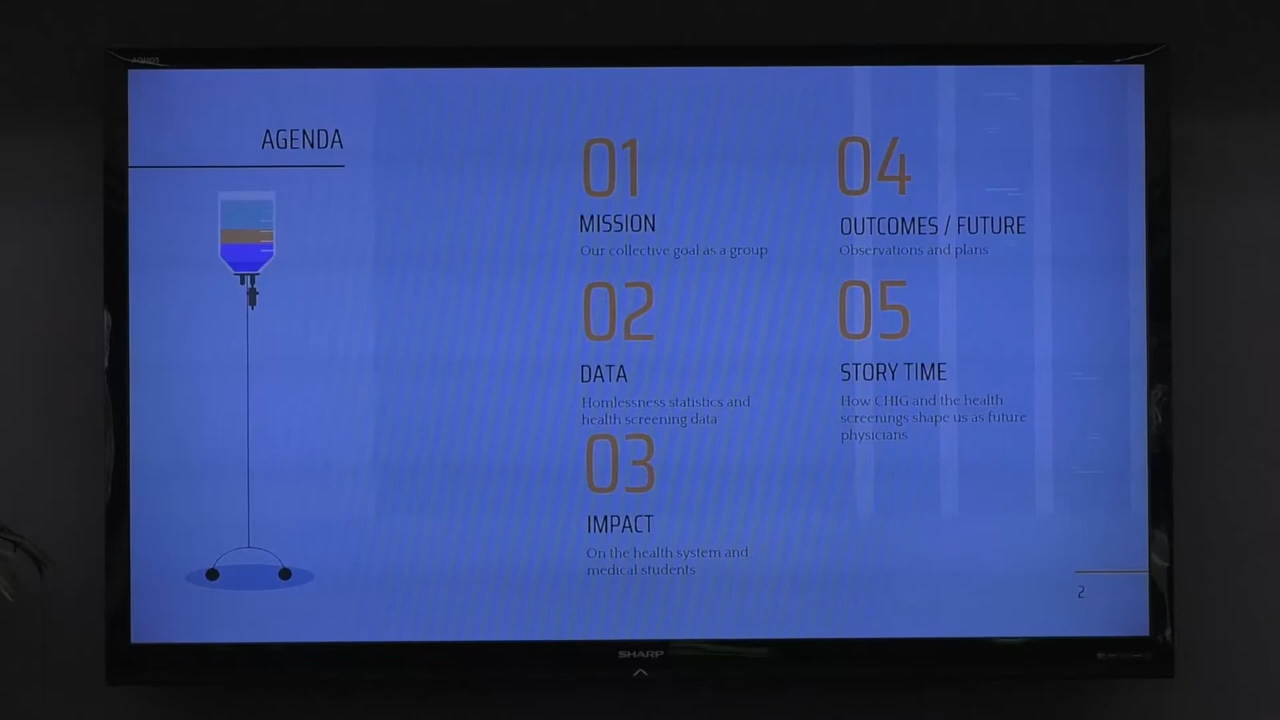 AQUOS
AGENDA
01
MISSION
Our collective goal as a group
02
DATA
Homlessness statistics and
health screening data
03
IMPACT
On the health system and
medical students
04
OUTCOMES / FUTURE
Observations and plans
05
STORY TIME
How CHIG and the health
screenings shape us as future
physicians
2
SHARP